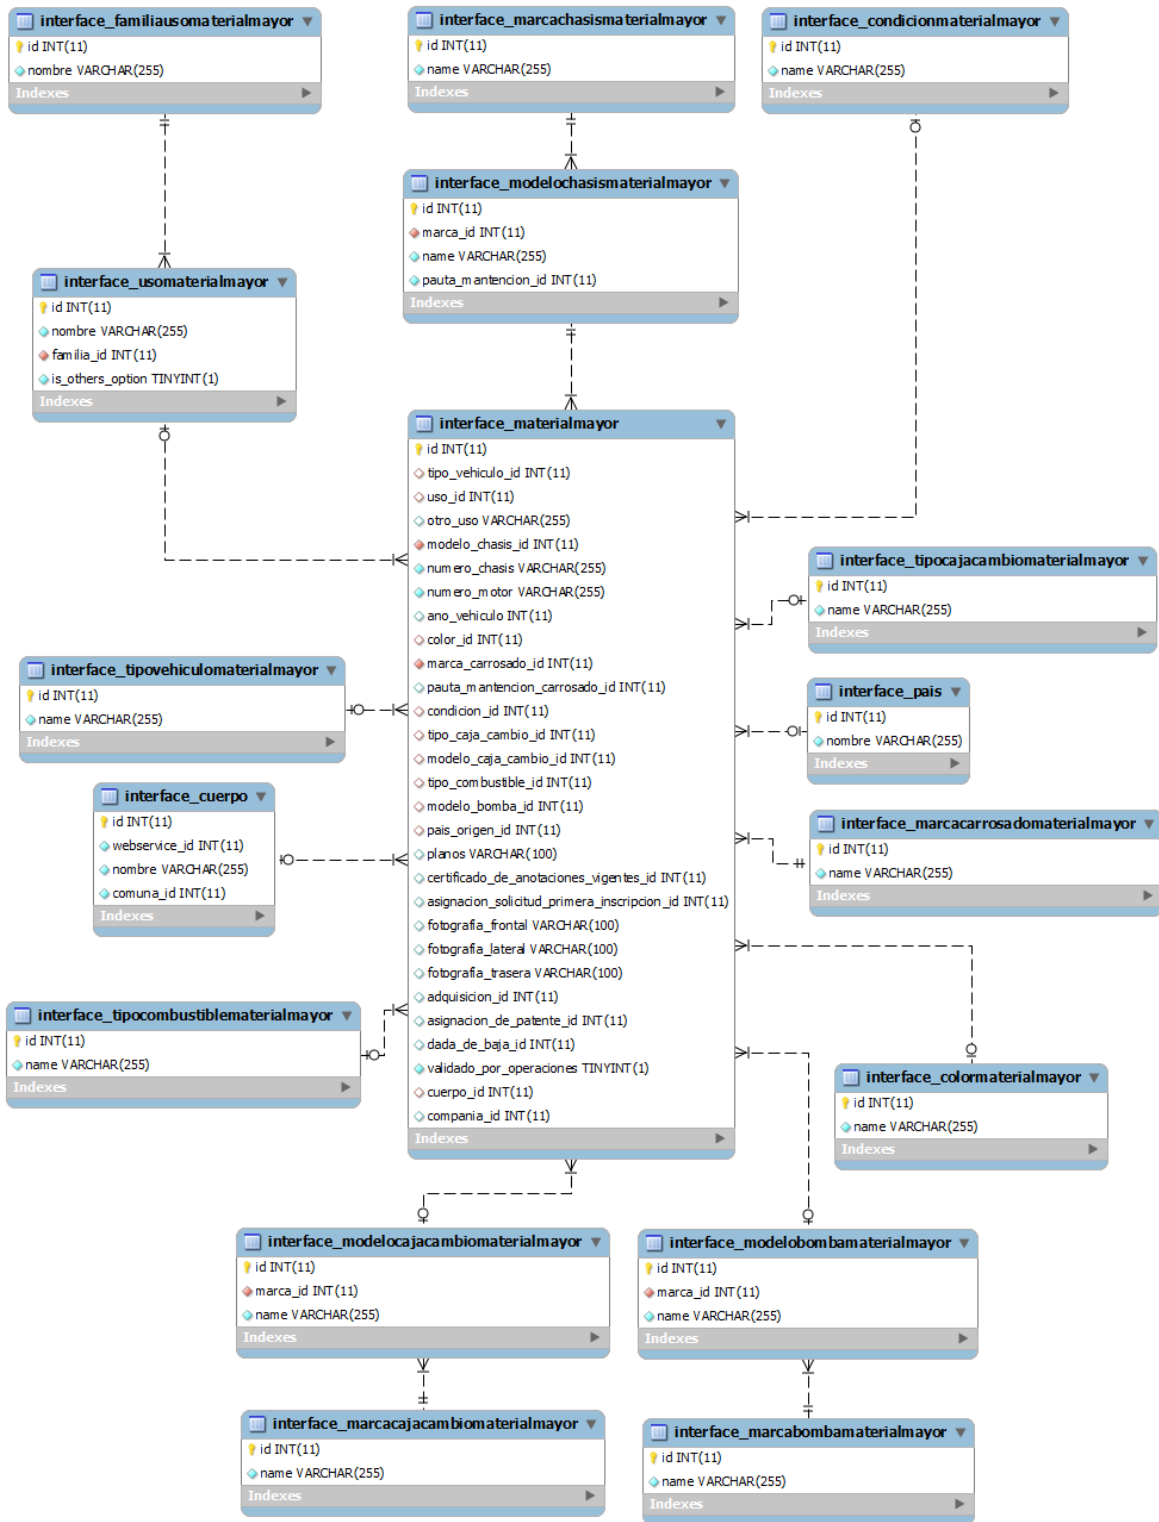 interface_familiausomaterialmayor
id INT(11)
nombre VARCHAR(255)
Indexes
interface_marcachasismaterialmayor
id INT(11)
name VARCHAR(255)
Indexes
interface_condicionmaterialmayor
id INT(11)
name VARCHAR(255)
Indexes
interface_modelochasismaterialmayor
id INT(11)
marca_id INT(11)
name VARCHAR(255)
pauta_mantencion_id INT(11)
Indexes
interface_usomaterialmayor
id INT(11)
nombre VARCHAR(255)
familia_id INT(11)
is_others_option TINYINT(1)
Indexes
interface_materialmayor
id INT(11)
tipo_vehiculo_id INT(11)
uso_id INT(11)
otro_uso VARCHAR(255)
modelo_chasis_id INT(11)
numero_chasis VARCHAR(255)
numero_motor VARCHAR(255)
ano_vehiculo INT(11)
color_id INT(11)
marca_carrosado_id INT(11)
pauta_mantencion_carrosado_id INT(11)
condicion_id INT(11)
tipo_caja_cambio_id INT(11)
modelo_caja_cambio_id INT(11)
tipo_combustible_id INT(11)
modelo_bomba_id INT(11)
pais_origen_id INT(11)
planos VARCHAR(100)
certificado_de_anotaciones_vigentes_id INT(11)
asignacion_solicitud_primera_inscripcion_id INT(11)
fotografia_frontal VARCHAR(100)
fotografia_lateral VARCHAR(100)
fotografia_trasera VARCHAR(100)
adquisicion_id INT(11)
asignacion_de_patente_id INT(11)
dada_de_baja_id INT(11)
validado_por_operaciones TINYINT(1)
cuerpo_id INT(11)
compania_id INT(11)
Indexes
interface_tipocajacambiomaterialmayor
id INT(11)
name VARCHAR(255)
Indexes
interface_tipovehiculomaterialmayor
id INT(11)
name VARCHAR(255)
Indexes
interface_pais
id INT(11)
nombre VARCHAR(255)
Indexes
interface_cuerpo
id INT(11)
webservice_id INT(11)
nombre VARCHAR(255)
comuna_id INT(11)
Indexes
interface_marcacarrosadomaterialmayor
id INT(11)
name VARCHAR(255)
Indexes
interface_tipocombustiblematerialmayor
id INT(11)
name VARCHAR(255)
Indexes
interface_colormaterialmayor
id INT(11)
name VARCHAR(255)
Indexes
interface_modelocajacambiomaterialmayor
id INT(11)
marca_id INT(11)
name VARCHAR(255)
Indexes
interface_modelobombamaterialmayor
id INT(11)
marca_id INT(11)
name VARCHAR(255)
Indexes
interface_marcacajacambiomaterialmayor
id INT(11)
name VARCHAR(255)
Indexes
interface_marcabombamaterialmayor
id INT(11)
name VARCHAR(255)
Indexes